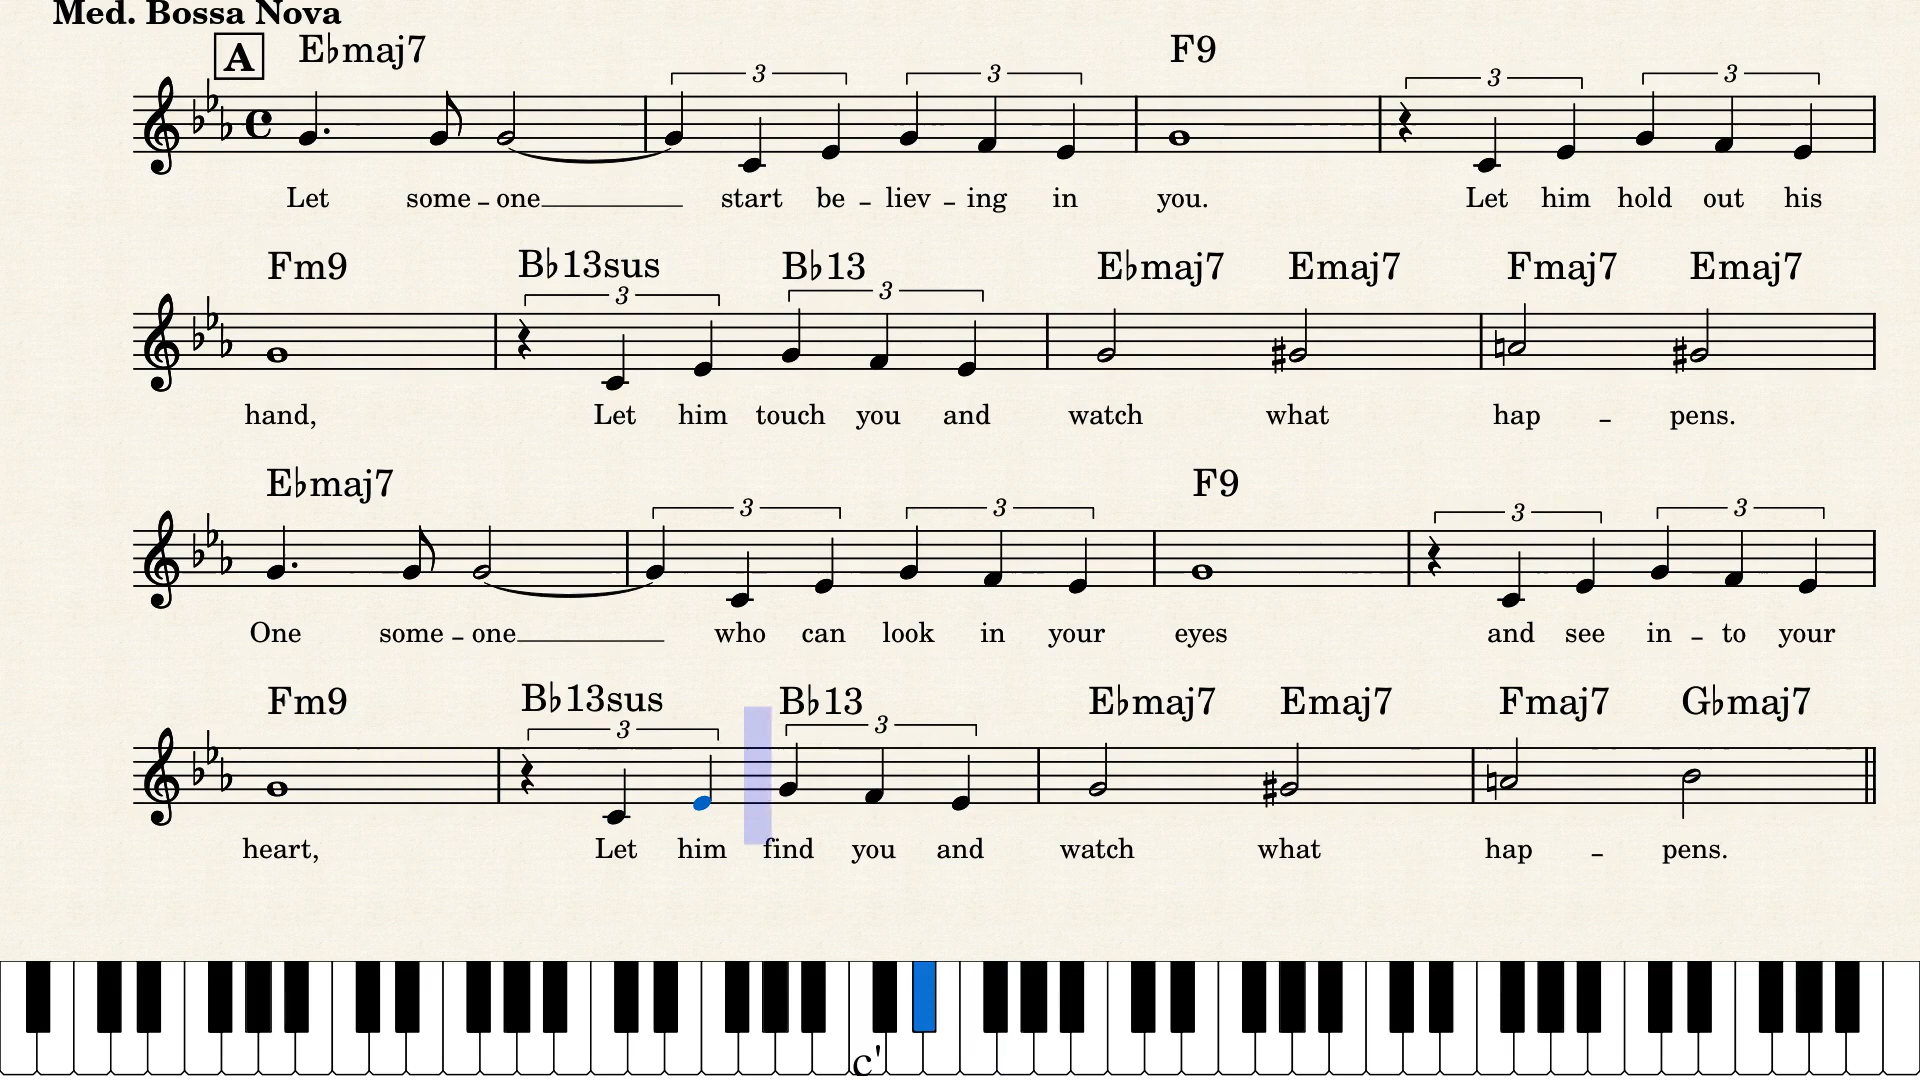 Med. Bossa Nova
A E♭maj7 F9
3 3 3 3
Let some - one start be - liev - ing in you. Let him hold out his
Fm9 B♭13sus B♭13 E♭maj7 Emaj7 Fmaj7 Emaj7
3 3
hand, Let him touch you and watch what hap - pens.
E♭maj7 F9
3 3 3 3
One some - one who can look in your eyes and see in - to your
Fm9 B♭13sus B♭13 E♭maj7 Emaj7 Fmaj7 G♭maj7
3 3
heart, Let him find you and watch what hap - pens.
c'